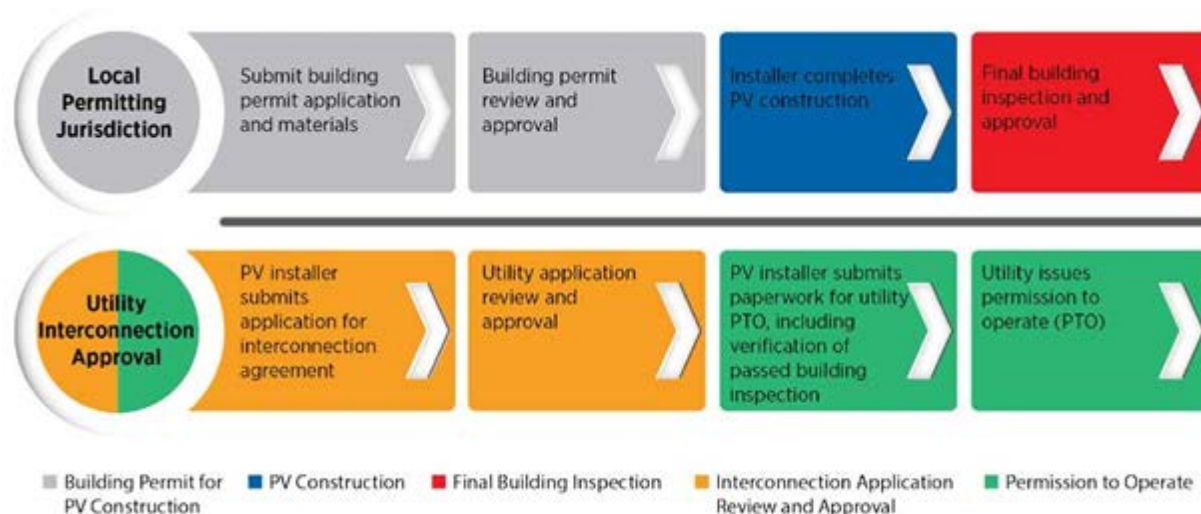 Local
Permitting
Jurisdiction
Submit building
permit application
and materials
Building permit
review and
approval
Installer completes
PV construction
Final building
inspection and
approval
Utility
Interconnection
Approval
PV installer
submits
application for
interconnection
agreement
Utility application
review and
approval
PV installer submits
paperwork for utility
PTO, including
verification of
passed building
inspection
Utility issues
permission to
operate (PTO)
Building Permit for
PV Construction
PV Construction
Final Building Inspection
Interconnection Application
Review and Approval
Permission to Operate